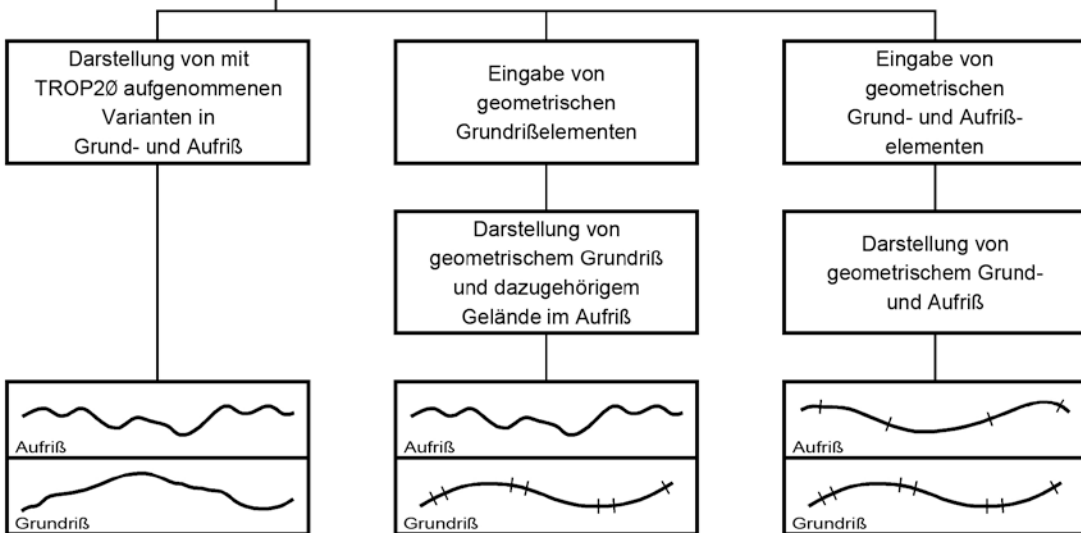 Darstellung von mit
TROP2Ø aufgenommenen
Varianten in
Grund- und Aufriß
Eingabe von
geometrischen
Grundrißelementen
Eingabe von
geometrischen
Grund- und Aufriß-
elementen
Darstellung von
geometrischem Grundriß
und dazugehörigem
Gelände im Aufriß
Darstellung von
geometrischem Grund-
und Aufriß
Aufriß
Grundriß
Aufriß
Grundriß
Aufriß
Grundriß